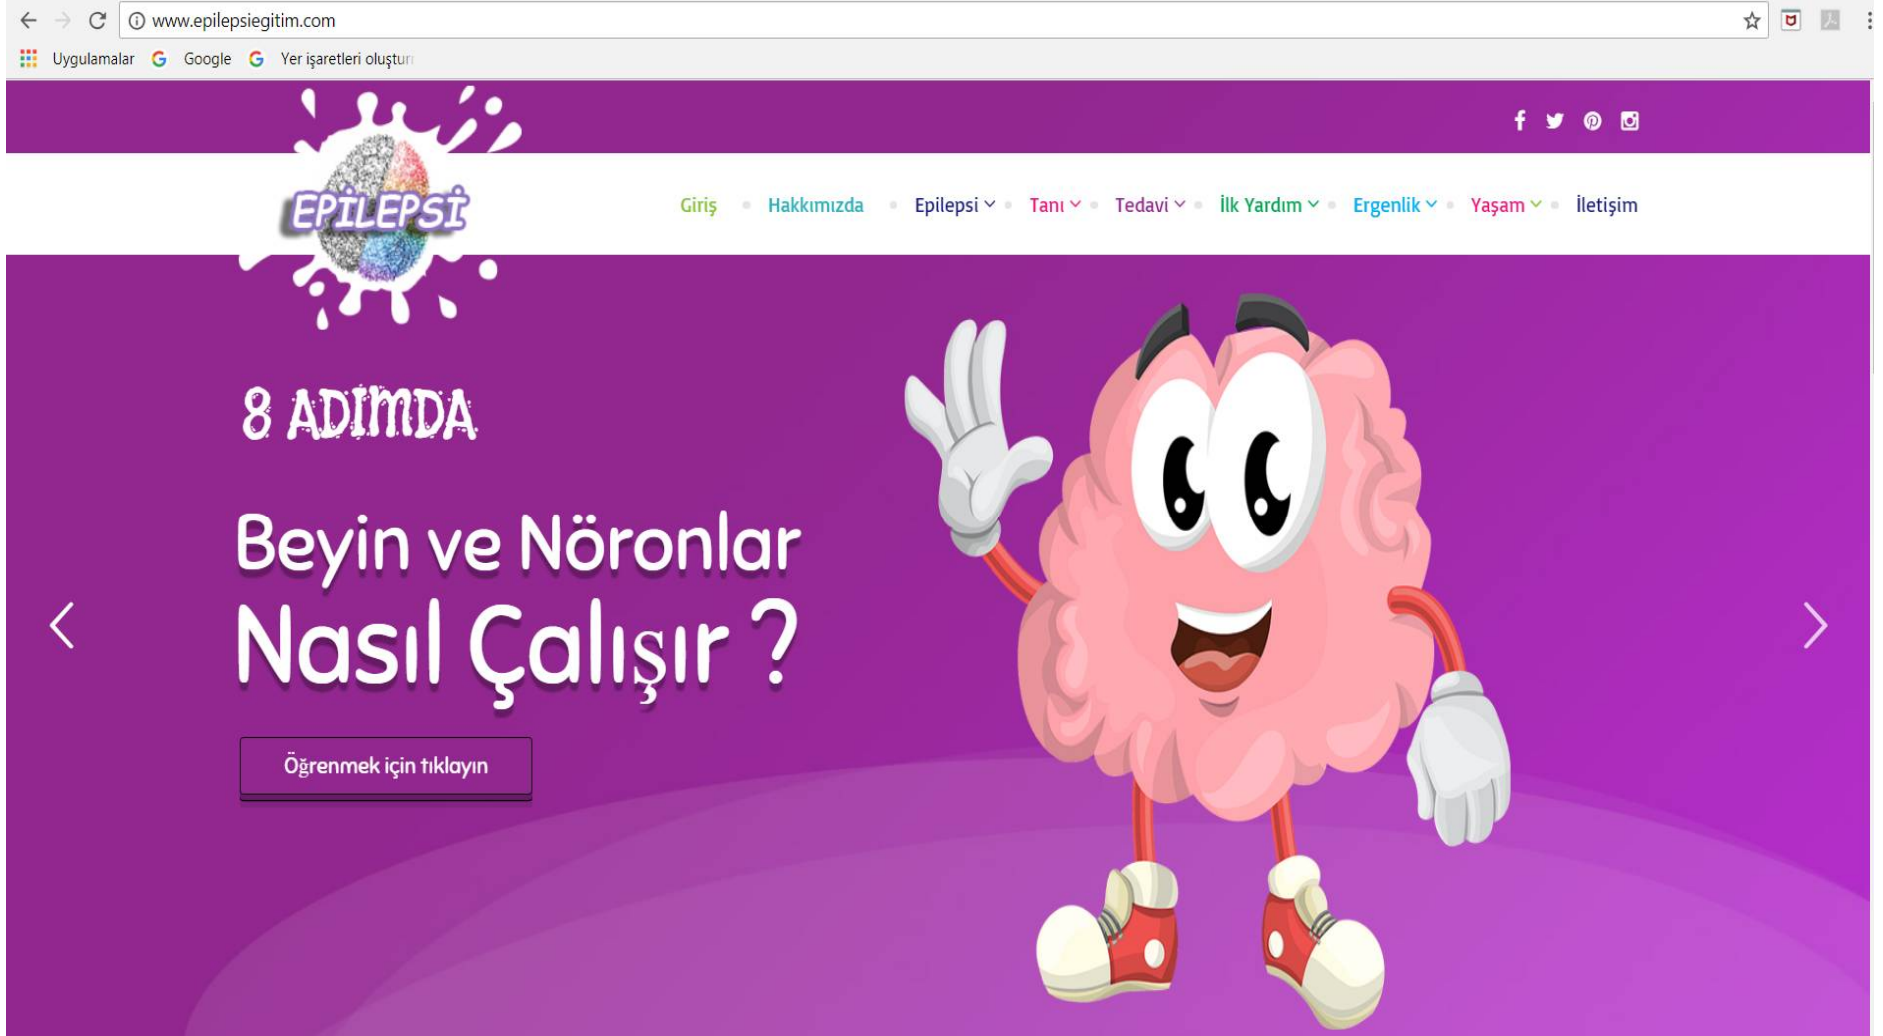 www.epilepsiegitim.com
Uygulamalar Google Yer işaretleri oluştur
EPİLEPSİ
Giriş Hakkımızda Epilepsi Tanı Tedavi İlk Yardım Ergenlik Yaşam İletişim
8 ADIMDA
Beyin ve Nöronlar
Nasıl Çalışır ?
Öğrenmek için tıklayın